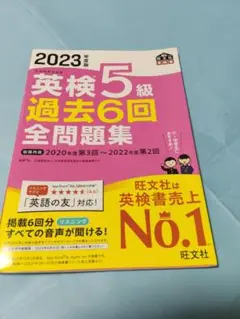 2023年度版
英検5級
過去6回
全問題集
収録内容 2020年度第3回～2022年度第2回
「英語の友」対応!
旺文社は
英検書売上
No.1
掲載6回分 リスニング
すべての音声が聞ける!
旺文社